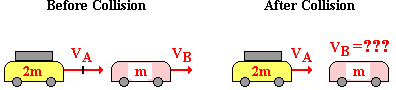 Before Collision
After Collision
V_A
V_B
V_A
V_B=???
2m
m
2m
m